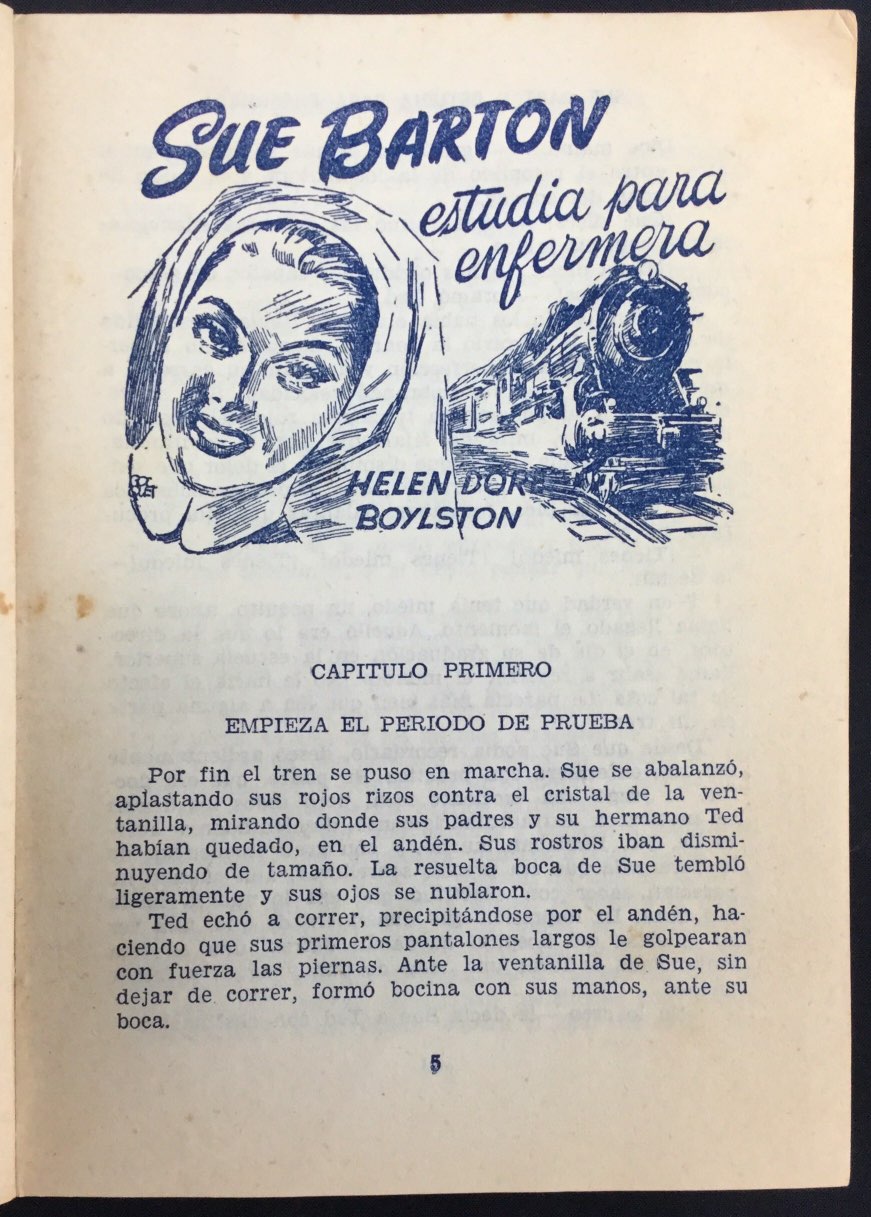 SUE BARTON
estudia para
enfermera
HELEN DORE
BOYLSTON
CAPITULO PRIMERO
EMPIEZA EL PERIODO DE PRUEBA
Por fin el tren se puso en marcha. Sue se abalanzó,
aplastando sus rojos rizos contra el cristal de la ven-
tanilla, mirando donde sus padres y su hermano Ted
habían quedado, en el andén. Sus rostros iban dismi-
nuyendo de tamaño. La resuelta boca de Sue tembló
ligeramente y sus ojos se nublaron.
Ted echó a correr, precipitándose por el andén, ha-
ciendo que sus primeros pantalones largos le golpearan
con fuerza las piernas. Ante la ventanilla de Sue, sin
dejar de correr, formó bocina con sus manos, ante su
boca.
5